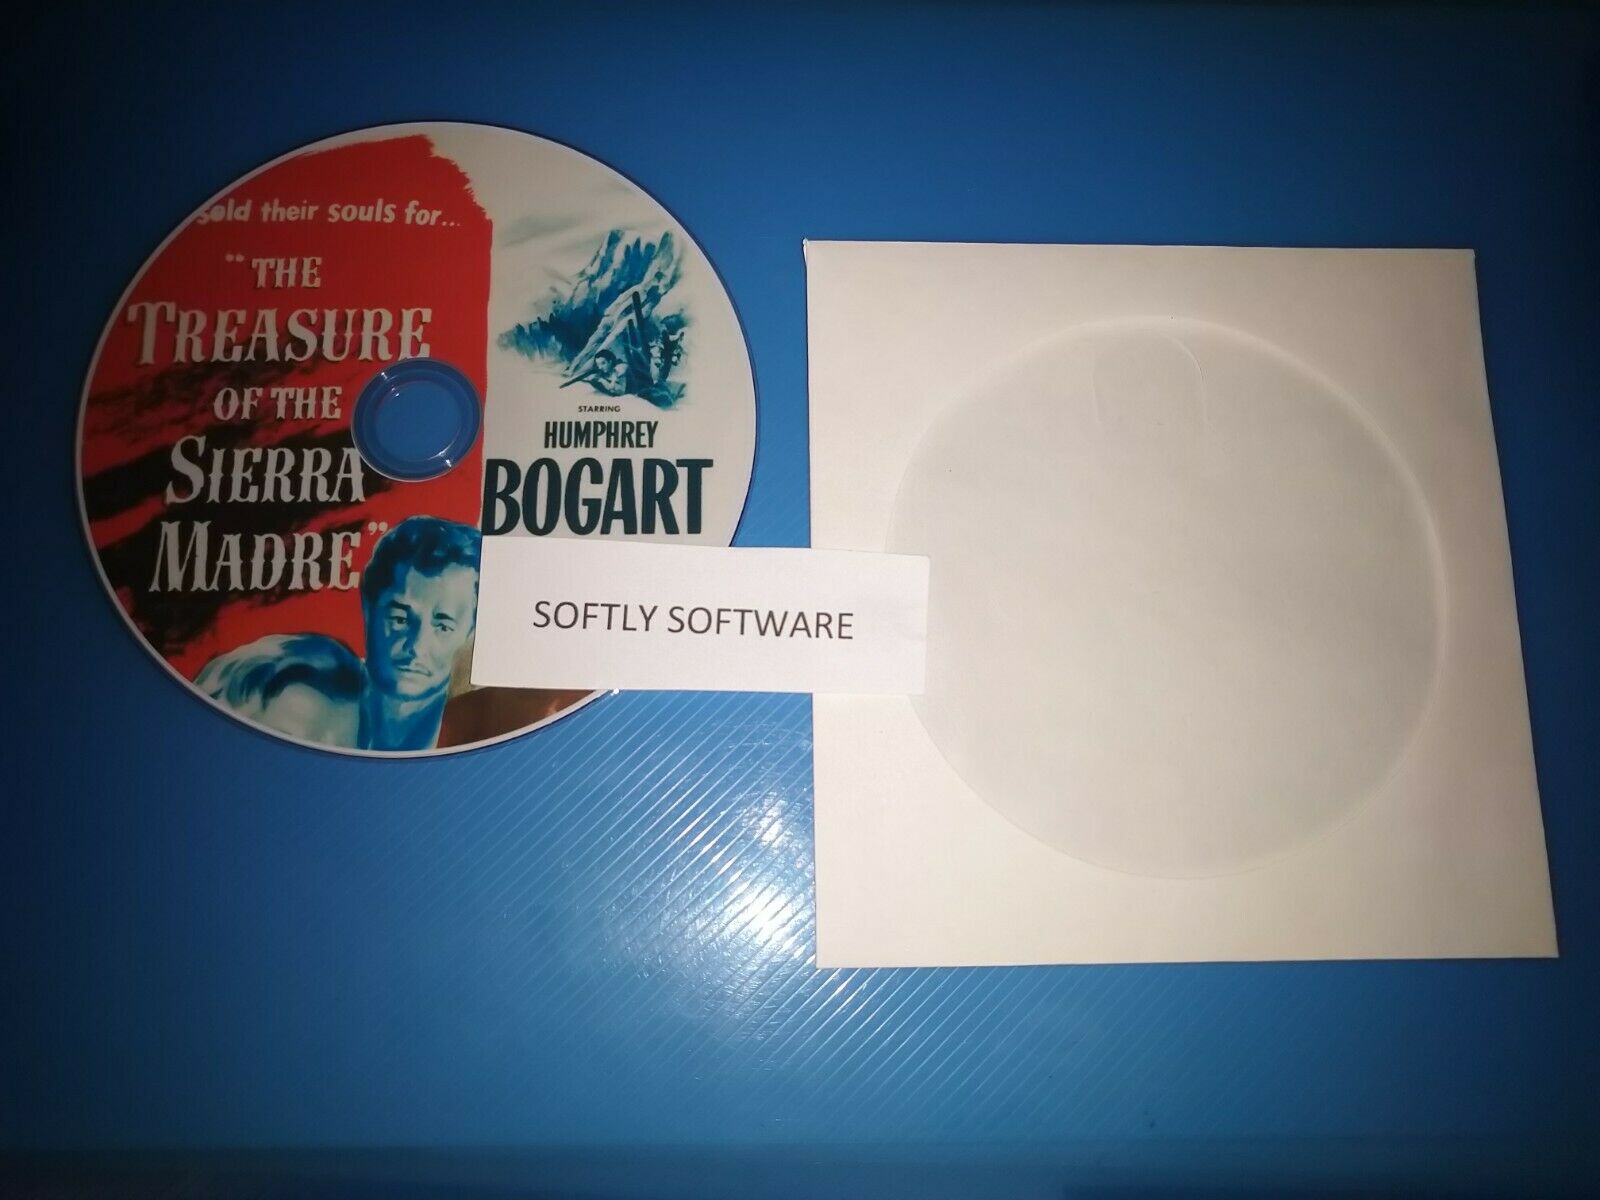 sold their souls for...
"THE
TREASURE
OF THE
SIERRA
MADRE"
STARRING
HUMPHREY
BOGART
SOFTLY SOFTWARE